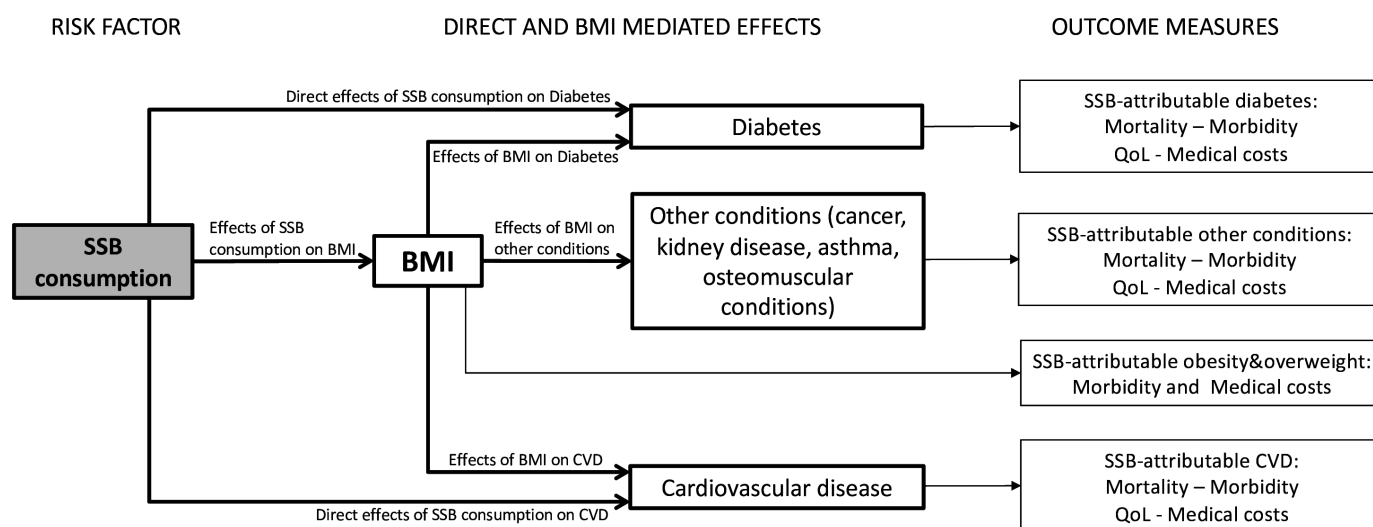 RISK FACTOR
DIRECT AND BMI MEDIATED EFFECTS
OUTCOME MEASURES
Direct effects of SSB consumption on Diabetes
Diabetes
Effects of BMI on Diabetes
SSB-attributable diabetes:
Mortality – Morbidity
QoL - Medical costs
SSB
consumption
Effects of SSB
consumption on BMI
BMI
Effects of BMI on
other conditions
Other conditions (cancer,
kidney disease, asthma,
osteomuscular
conditions)
SSB-attributable other conditions:
Mortality – Morbidity
QoL - Medical costs
SSB-attributable obesity&overweight:
Morbidity and  Medical costs
Effects of BMI on CVD
Cardiovascular disease
Direct effects of SSB consumption on CVD
SSB-attributable CVD:
Mortality – Morbidity
QoL - Medical costs